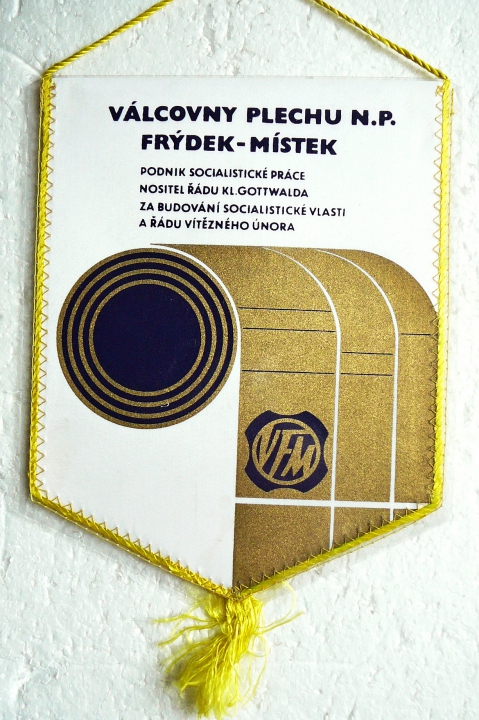 VÁLCOVNY PLECHU N.P.
FRÝDEK-MÍSTEK
PODNIK SOCIALISTICKÉ PRÁCE
NOSITEL ŘÁDU KL.GOTTWALDA
ZA BUDOVÁNÍ SOCIALISTICKÉ VLASTI
A ŘÁDU VÍTĚZNÉHO ÚNORA
VFM